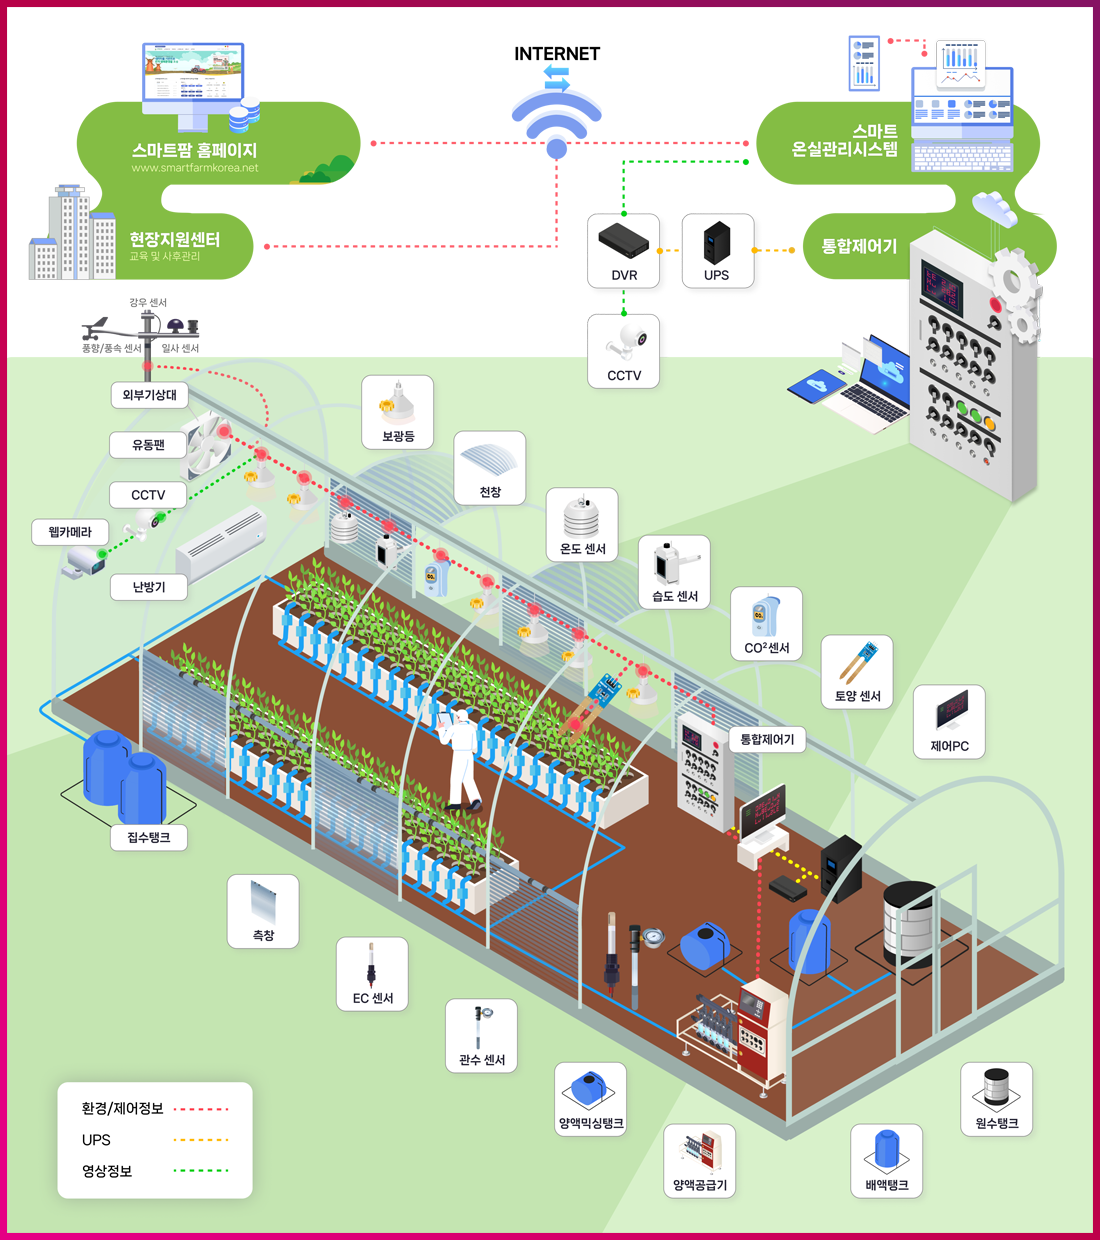 INTERNET
스마트팜 홈페이지
www.smartfarmkorea.net
스마트
온실관리시스템
현장지원센터
교육 및 사후관리
DVR
UPS
통합제어기
CCTV
강우 센서
풍향/풍속 센서
일사 센서
외부기상대
유동팬
CCTV
웹카메라
난방기
보광등
천창
온도 센서
습도 센서
CO²센서
토양 센서
제어PC
통합제어기
집수탱크
측창
EC 센서
관수 센서
양액믹싱탱크
양액공급기
배액탱크
원수탱크
환경/제어정보
UPS
영상정보